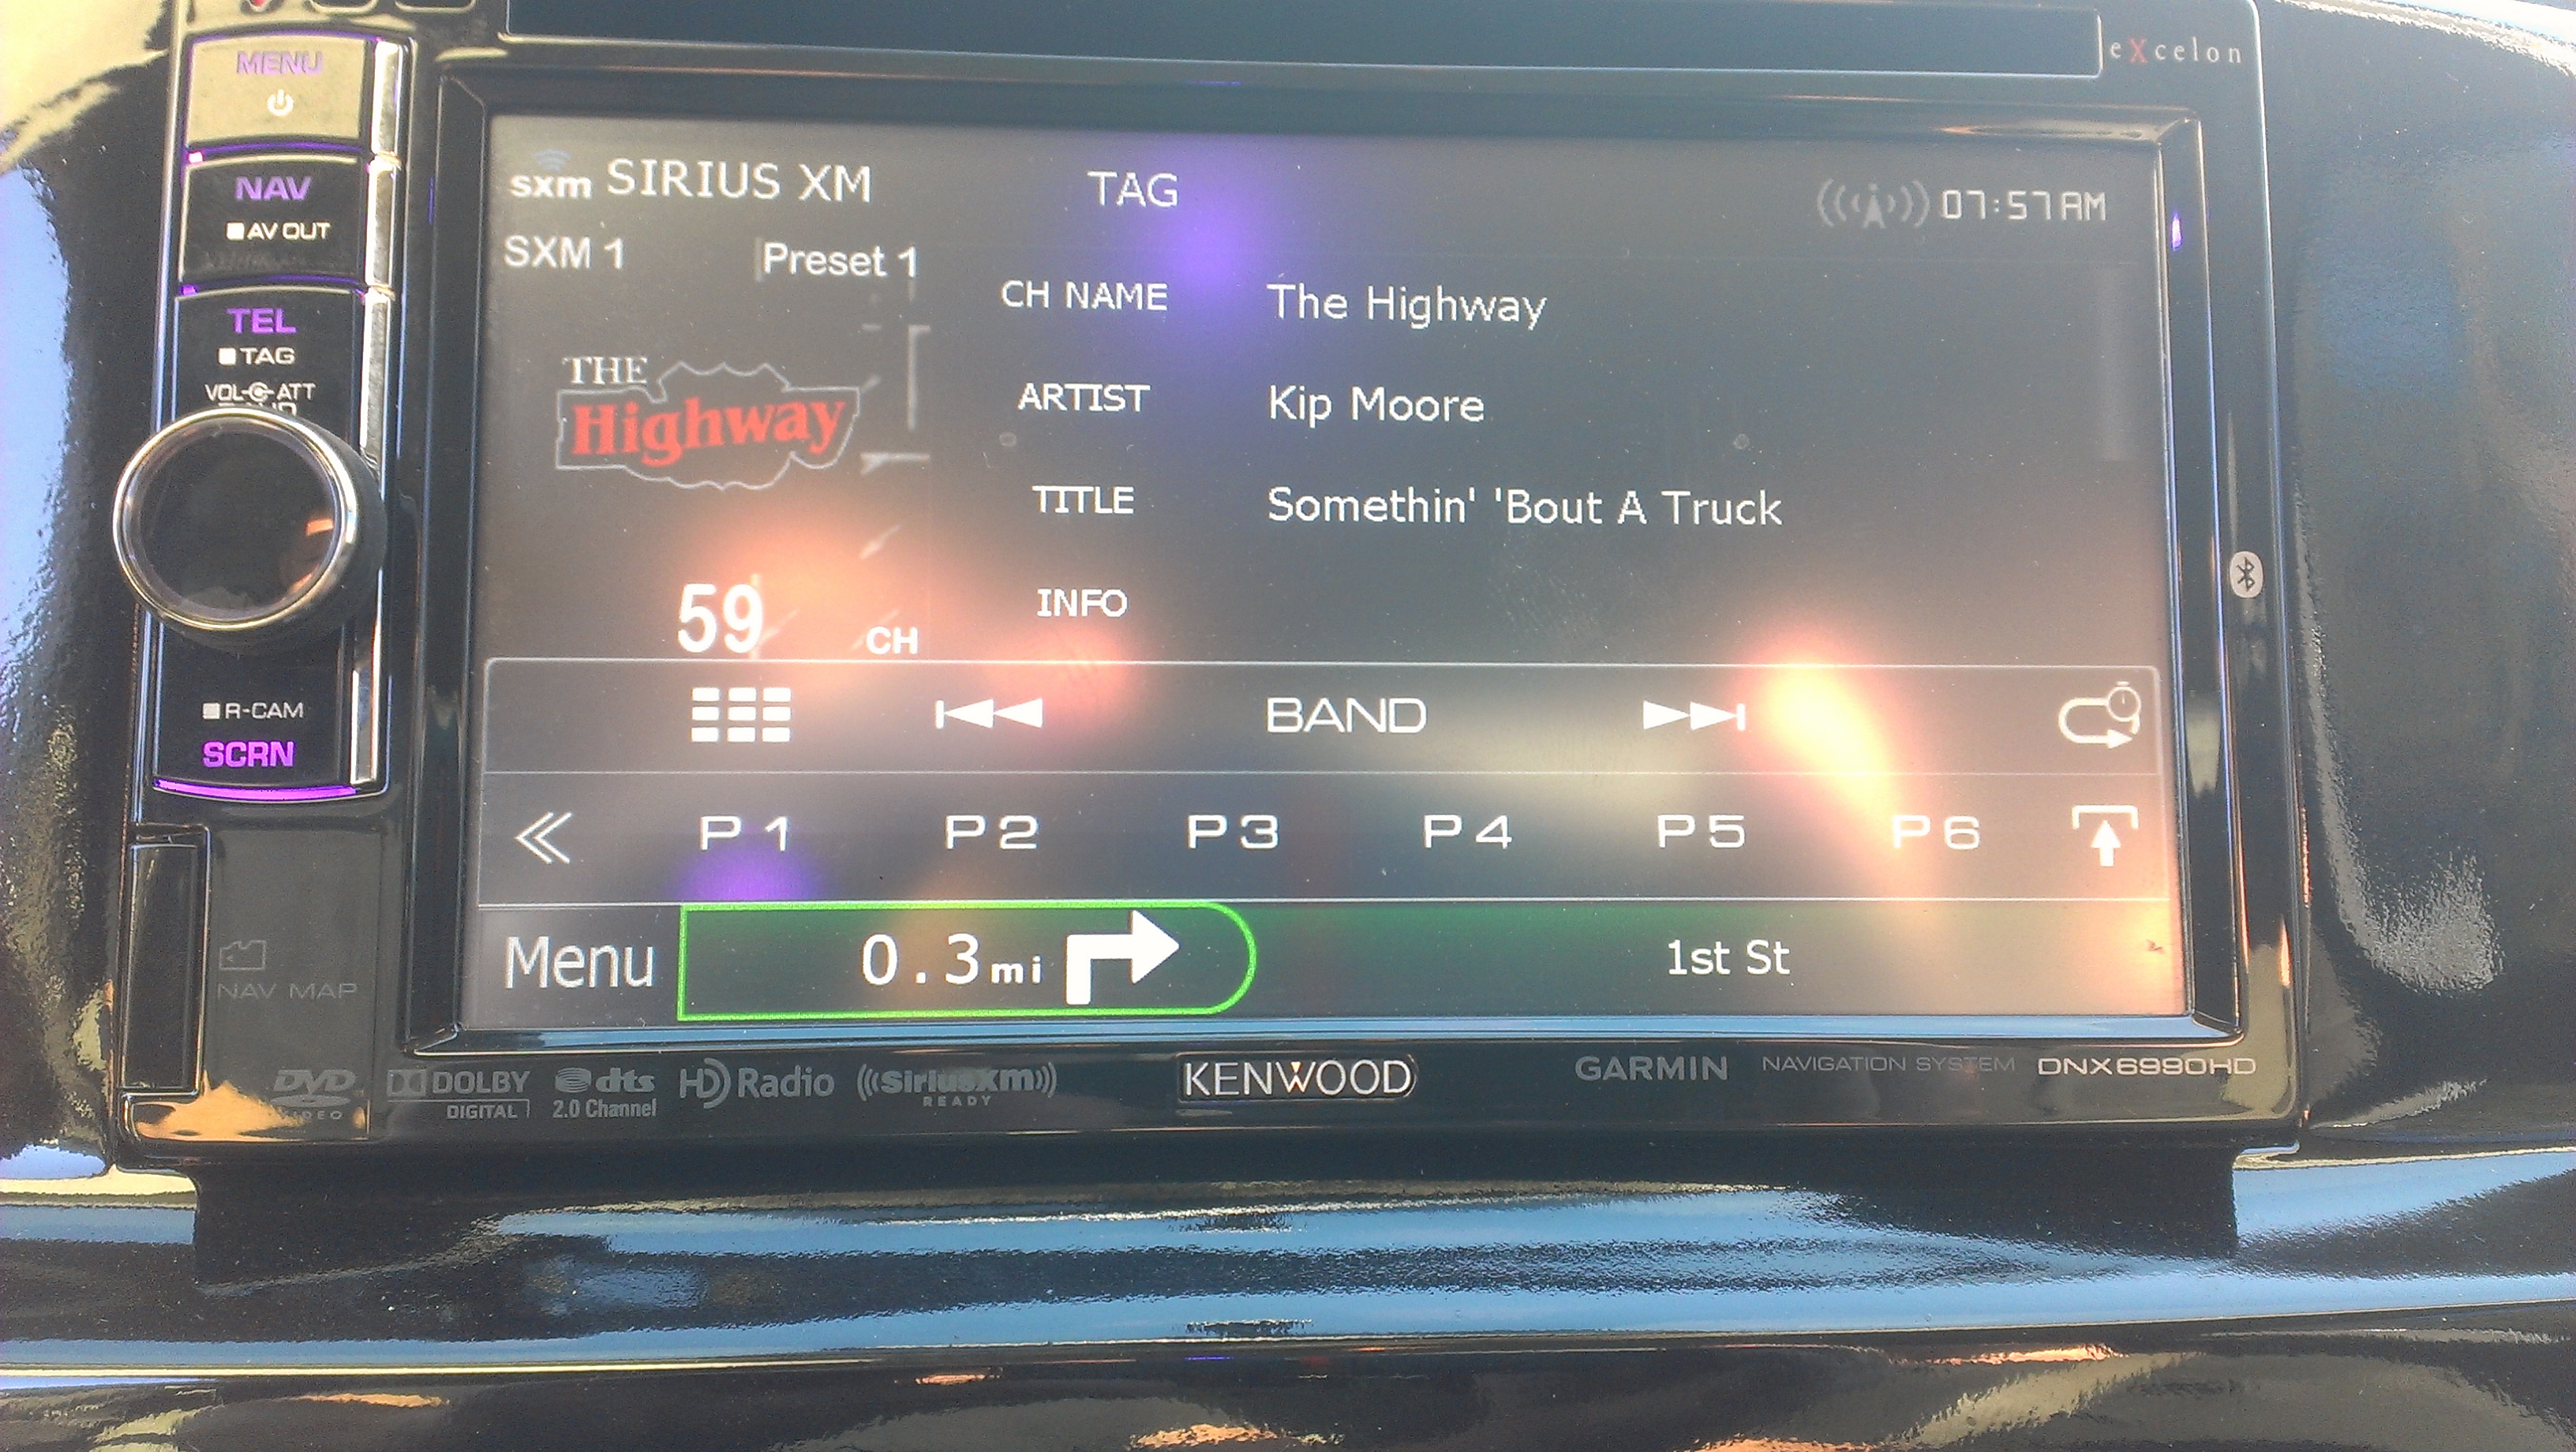 eXcelon
MENU
NAV
AV OUT
TEL
TAG
VOL ATT
R-CAM
SCRN
NAV MAP
sxm SIRIUS XM
TAG
07:57AM
SXM 1
Preset 1
CH NAME The Highway
THE
Highway
ARTIST Kip Moore
TITLE Somethin' 'Bout A Truck
INFO
59 CH
BAND
P1 P2 P3 P4 P5 P6
Menu 0.3mi 1st St
DVD VIDEO
DOLBY DIGITAL
dts 2.0 Channel
HD Radio
((SiriusXM)) READY
KENWOOD
GARMIN NAVIGATION SYSTEM DNX6990HD